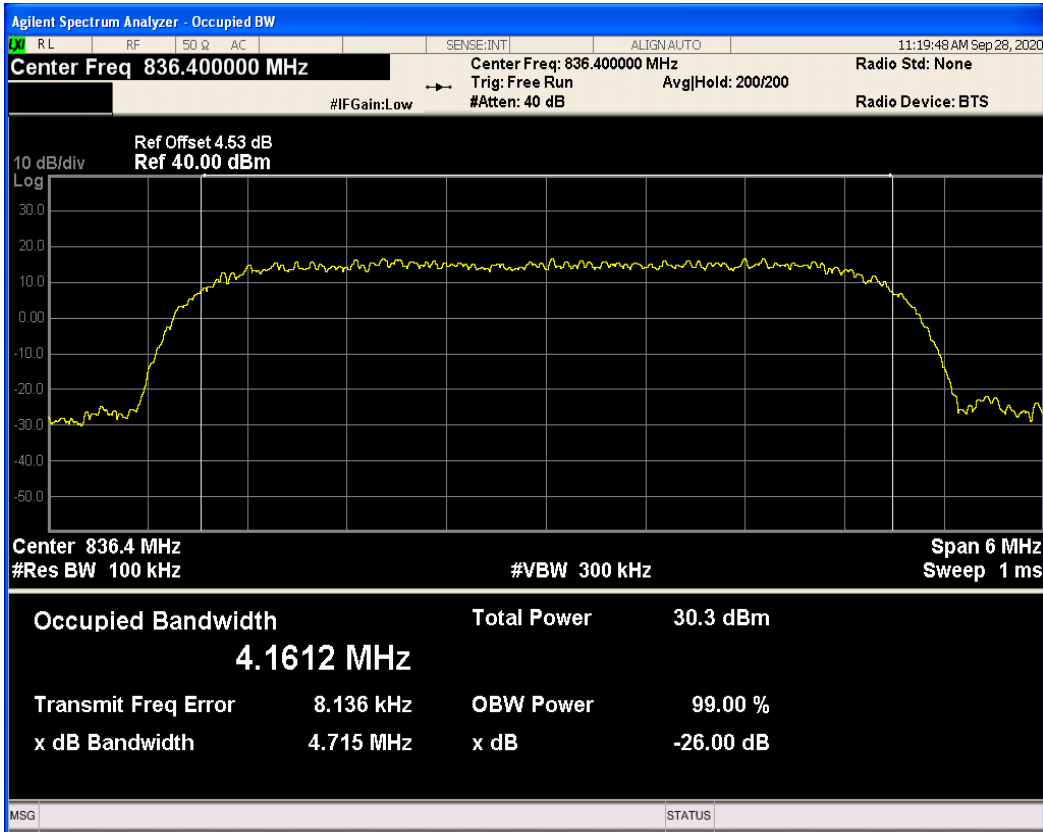 Agilent Spectrum Analyzer - Occupied BW
LXI RL RF 50 Ω AC SENSE:INT ALIGN AUTO 11:19:48 AM Sep 28, 2020
Center Freq 836.400000 MHz Center Freq: 836.400000 MHz Radio Std: None
Trig: Free Run Avg|Hold: 200/200
#IFGain:Low #Atten: 40 dB Radio Device: BTS
Ref Offset 4.53 dB
10 dB/div Ref 40.00 dBm
Log
30.0
20.0
10.0
0.00
-10.0
-20.0
-30.0
-40.0
-50.0
Center 836.4 MHz Span 6 MHz
#Res BW 100 kHz #VBW 300 kHz Sweep 1 ms
Occupied Bandwidth Total Power 30.3 dBm
4.1612 MHz
Transmit Freq Error 8.136 kHz OBW Power 99.00 %
x dB Bandwidth 4.715 MHz x dB -26.00 dB
MSG STATUS